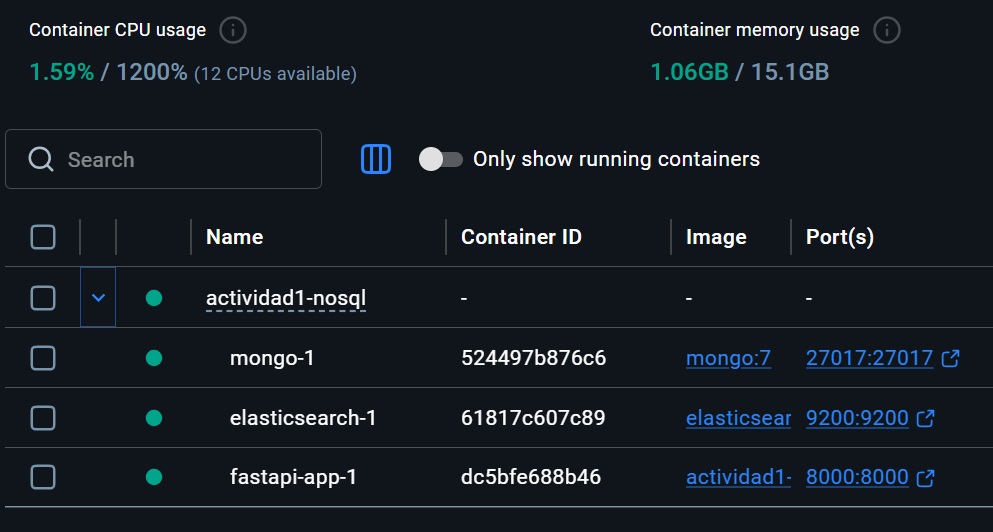 Container CPU usage
Container memory usage
1.59% / 1200% (12 CPUs available)
1.06GB / 15.1GB
Search
Only show running containers
Name Container ID Image Port(s)
actividad1-nosql - - -
mongo-1 524497b876c6 mongo:7 27017:27017
elasticsearch-1 61817c607c89 elasticsear 9200:9200
fastapi-app-1 dc5bfe688b46 actividad1- 8000:8000